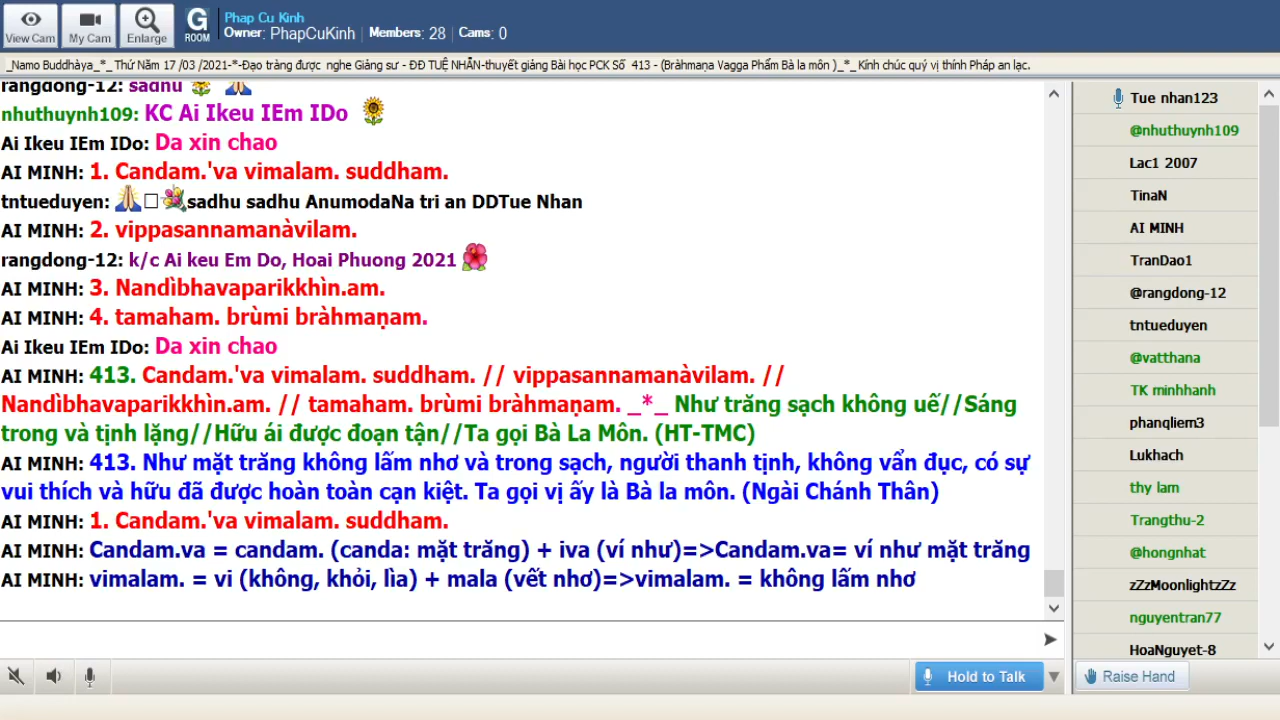 View Cam
My Cam
Enlarge
G
ROOM
Phap Cu Kinh
Owner: PhapCuKinh | Members: 28 | Cams: 0
_Namo Buddhàya_*_ Thứ Năm 17 /03 /2021-*-Đạo tràng được nghe Giảng sư - ĐĐ TUỆ NHẪN-thuyết giảng Bài học PCK Số 413 - (Bràhmaṇa Vagga Phẩm Bà la môn )_*_ Kính chúc quý vị thính Pháp an lạc.
rangdong-12: sadhu
nhuthuynh109: KC Ai Ikeu IEm IDo
Ai Ikeu IEm IDo: Da xin chao
AI MINH: 1. Candam.'va vimalam. suddham.
tntueduyen: sadhu sadhu AnumodaNa tri an DDTue Nhan
AI MINH: 2. vippasannamanàvilam.
rangdong-12: k/c Ai keu Em Do, Hoai Phuong 2021
AI MINH: 3. Nandìbhavaparikkhìn.am.
AI MINH: 4. tamaham. brùmi bràhmaṇam.
Ai Ikeu IEm IDo: Da xin chao
AI MINH: 413. Candam.'va vimalam. suddham. // vippasannamanàvilam. //
Nandìbhavaparikkhìn.am. // tamaham. brùmi bràhmaṇam. _*_ Như trăng sạch không uế//Sáng
trong và tịnh lặng//Hữu ái được đoạn tận//Ta gọi Bà La Môn. (HT-TMC)
AI MINH: 413. Như mặt trăng không lấm nhơ và trong sạch, người thanh tịnh, không vẩn đục, có sự
vui thích và hữu đã được hoàn toàn cạn kiệt. Ta gọi vị ấy là Bà la môn. (Ngài Chánh Thân)
AI MINH: 1. Candam.'va vimalam. suddham.
AI MINH: Candam.va = candam. (canda: mặt trăng) + iva (ví như)=>Candam.va= ví như mặt trăng
AI MINH: vimalam. = vi (không, khỏi, lìa) + mala (vết nhơ)=>vimalam. = không lấm nhơ
Hold to Talk
Tue nhan123
@nhuthuynh109
Lac1 2007
TinaN
AI MINH
TranDao1
@rangdong-12
tntueduyen
@vatthana
TK minhhanh
phanqliem3
Lukhach
thy lam
Trangthu-2
@hongnhat
zZzMoonlightzZz
nguyentran77
HoaNguyet-8
Raise Hand